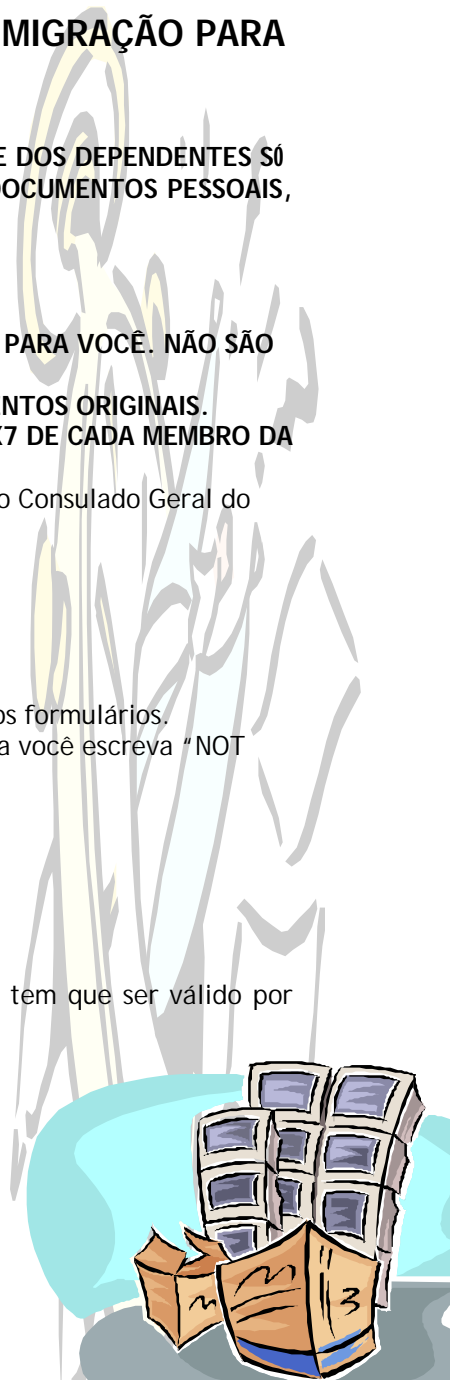 MIGRAÇÃO PARA
E DOS DEPENDENTES SÓ
DOCUMENTOS PESSOAIS,
PARA VOCÊ. NÃO SÃO
NTOS ORIGINAIS.
X7 DE CADA MEMBRO DA
o Consulado Geral do
os formulários.
a você escreva “NOT
tem que ser válido por
3